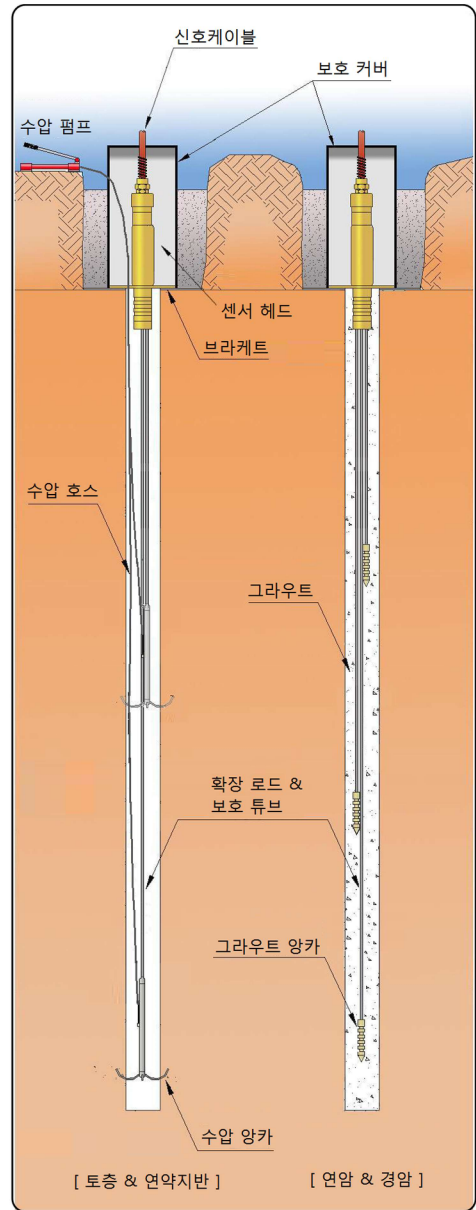 신호케이블
보호 커버
수압 펌프
센서 헤드
브라케트
수압 호스
그라우트
확장 로드 &
보호 튜브
그라우트 앙카
수압 앙카
[ 토층 & 연약지반 ]
[ 연암 & 경암 ]